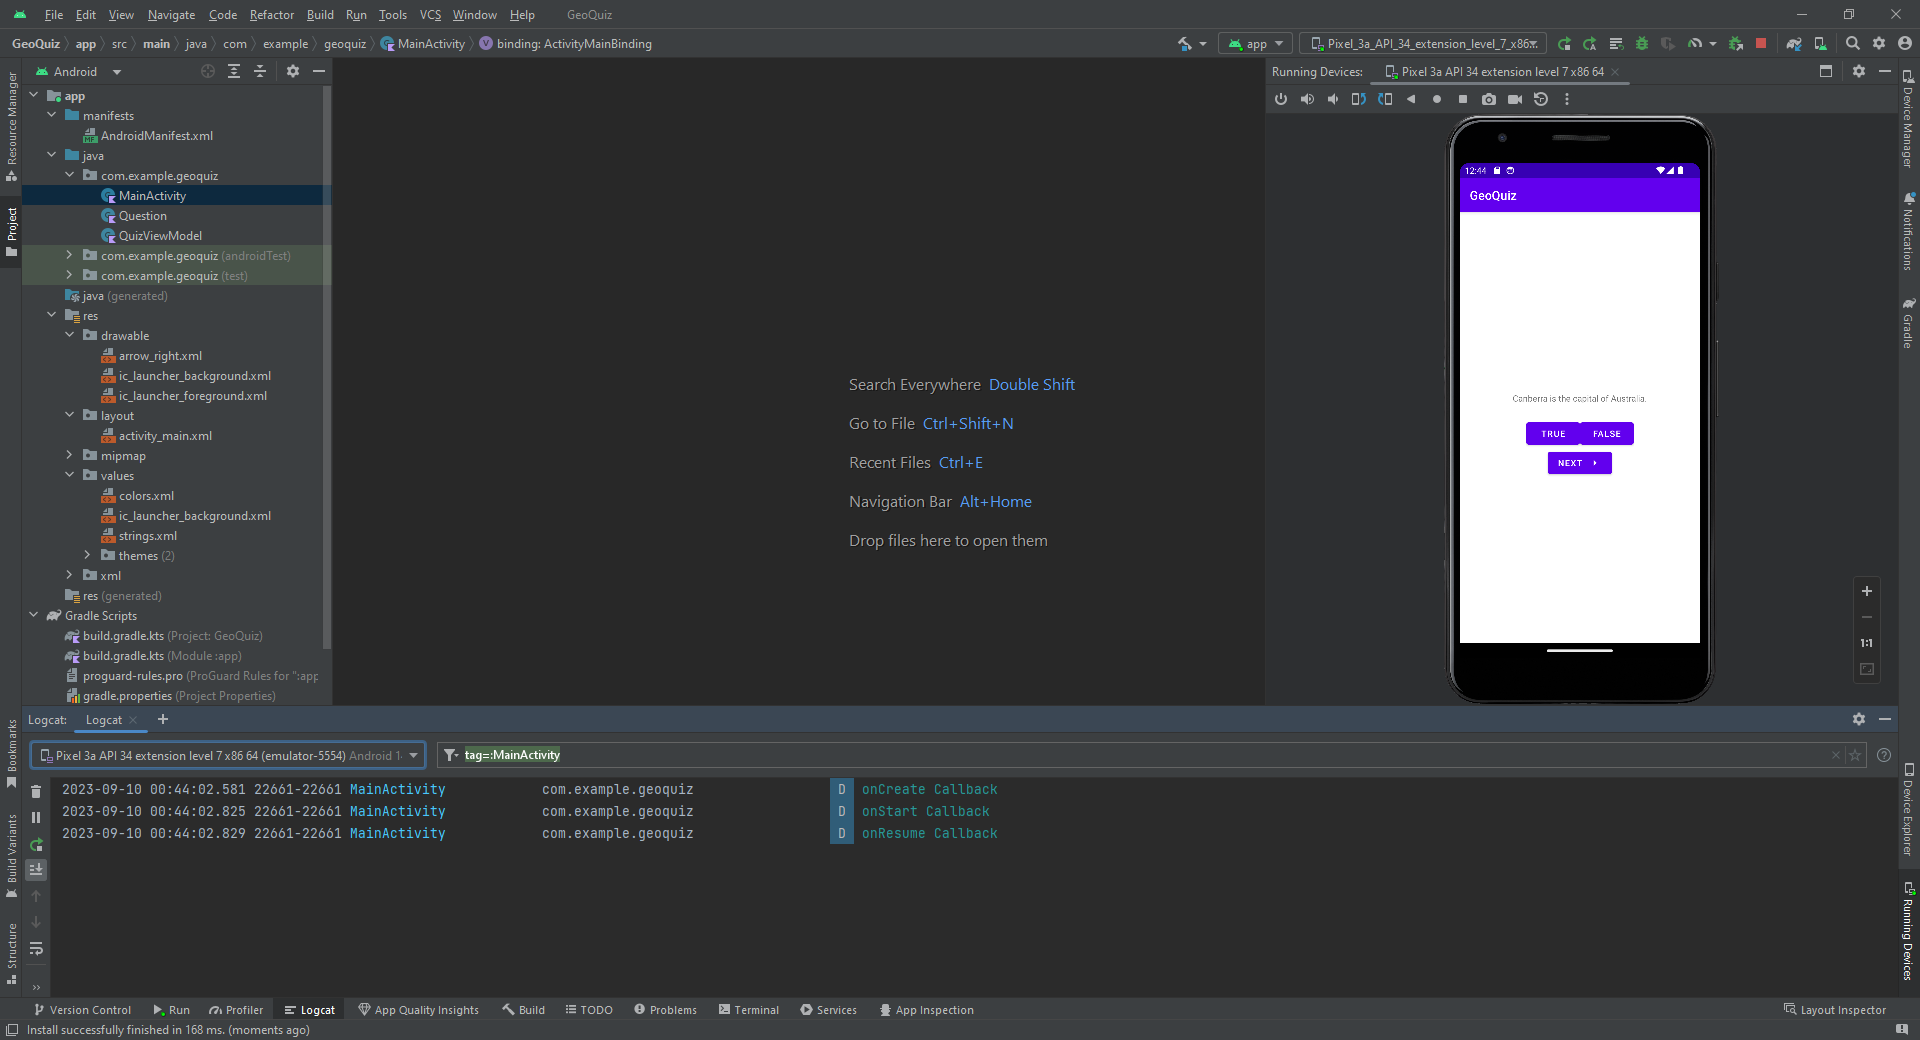 File Edit View Navigate Code Refactor Build Run Tools VCS Window Help GeoQuiz
GeoQuiz app src main java com example geoquiz MainActivity binding: ActivityMainBinding
app Pixel_3a_API_34_extension_level_7_x86
Resource Manager
Project
Bookmarks
Build Variants
Structure
Android
app
manifests
AndroidManifest.xml
java
com.example.geoquiz
MainActivity
Question
QuizViewModel
com.example.geoquiz (androidTest)
com.example.geoquiz (test)
java (generated)
res
drawable
arrow_right.xml
ic_launcher_background.xml
ic_launcher_foreground.xml
layout
activity_main.xml
mipmap
values
colors.xml
ic_launcher_background.xml
strings.xml
themes (2)
xml
res (generated)
Gradle Scripts
build.gradle.kts (Project: GeoQuiz)
build.gradle.kts (Module :app)
proguard-rules.pro (ProGuard Rules for ":app
gradle.properties (Project Properties)
Search Everywhere Double Shift
Go to File Ctrl+Shift+N
Recent Files Ctrl+E
Navigation Bar Alt+Home
Drop files here to open them
Running Devices: Pixel 3a API 34 extension level 7 x86 64
12:44
GeoQuiz
Canberra is the capital of Australia.
TRUE FALSE
NEXT
1:1
Device Manager
Notifications
Gradle
Device Explorer
Running Devices
Logcat: Logcat
Pixel 3a API 34 extension level 7 x86 64 (emulator-5554) Android 1
tag=:MainActivity
2023-09-10 00:44:02.581 22661-22661 MainActivity com.example.geoquiz D onCreate Callback
2023-09-10 00:44:02.825 22661-22661 MainActivity com.example.geoquiz D onStart Callback
2023-09-10 00:44:02.829 22661-22661 MainActivity com.example.geoquiz D onResume Callback
Version Control Run Profiler Logcat App Quality Insights Build TODO Problems Terminal Services App Inspection Layout Inspector
Install successfully finished in 168 ms. (moments ago)